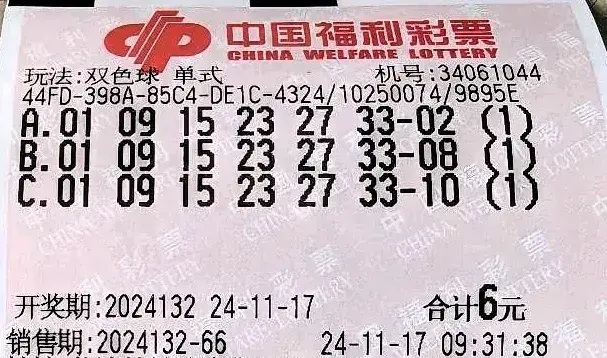 中国福利彩票
CHINA WELFARE LOTTERY
玩法:双色球 单式 机号:34061044
44FD-398A-85C4-DE1C-4324/10250074/9895E
A.01 09 15 23 27 33-02 (1)
B.01 09 15 23 27 33-08 (1)
C.01 09 15 23 27 33-10 (1)
开奖期:2024132 24-11-17 合计6元
销售期:2024132-66 24-11-17 09:31:38